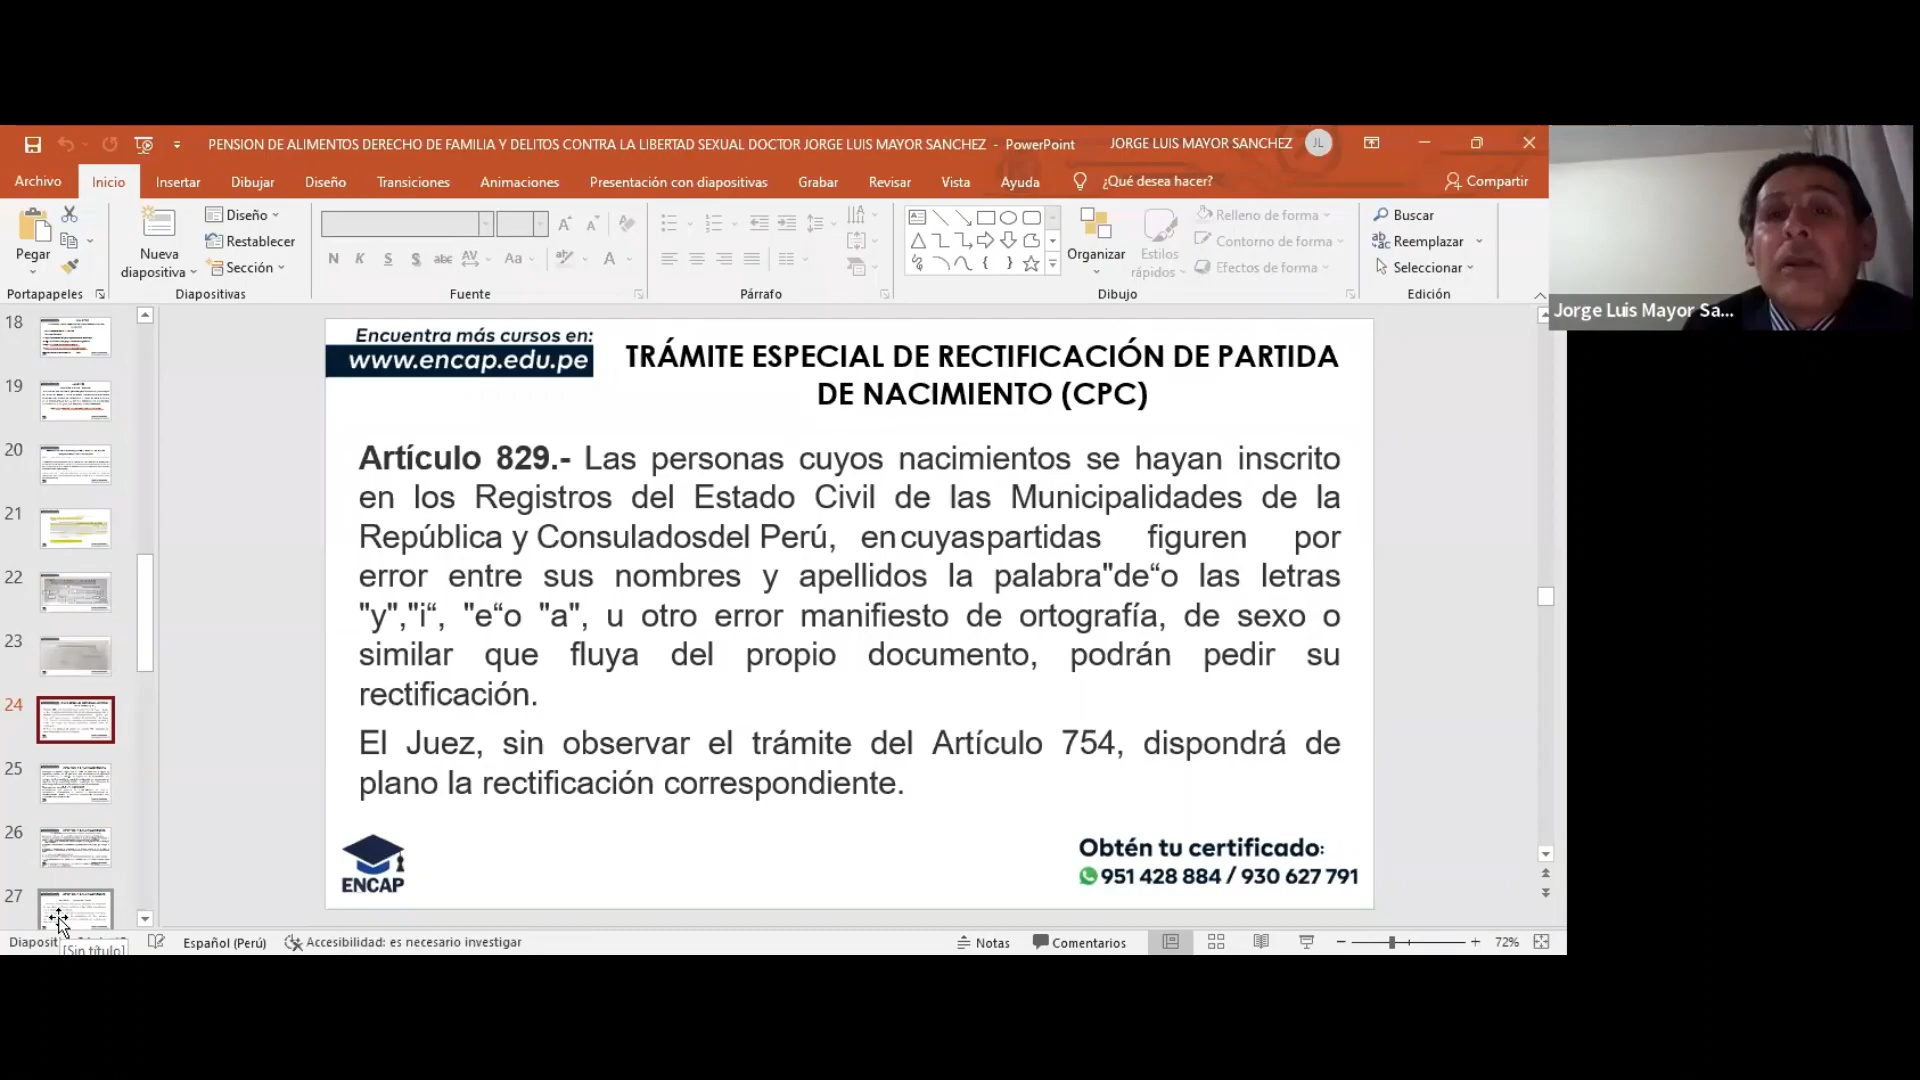 PENSION DE ALIMENTOS DERECHO DE FAMILIA Y DELITOS CONTRA LA LIBERTAD SEXUAL DOCTOR JORGE LUIS MAYOR SANCHEZ - PowerPoint
JORGE LUIS MAYOR SANCHEZ
JL
Archivo
Inicio
Insertar
Dibujar
Diseño
Transiciones
Animaciones
Presentación con diapositivas
Grabar
Revisar
Vista
Ayuda
¿Qué desea hacer?
Compartir
Pegar
Portapapeles
Nueva
diapositiva
Diseño
Restablecer
Sección
Diapositivas
N K S S abc AV Aa A
Fuente
Párrafo
Organizar
Estilos
rápidos
Relleno de forma
Contorno de forma
Efectos de forma
Dibujo
Buscar
Reemplazar
Seleccionar
Edición
Jorge Luis Mayor Sa...
18
19
20
21
22
23
24
25
26
27
Encuentra más cursos en:
www.encap.edu.pe
TRÁMITE ESPECIAL DE RECTIFICACIÓN DE PARTIDA
DE NACIMIENTO (CPC)
Artículo 829.- Las personas cuyos nacimientos se hayan inscrito
en los Registros del Estado Civil de las Municipalidades de la
República y Consuladosdel Perú, encuyaspartidas figuren por
error entre sus nombres y apellidos la palabra"de“o las letras
"y","i“, "e“o "a", u otro error manifiesto de ortografía, de sexo o
similar que fluya del propio documento, podrán pedir su
rectificación.
El Juez, sin observar el trámite del Artículo 754, dispondrá de
plano la rectificación correspondiente.
ENCAP
Obtén tu certificado:
951 428 884 / 930 627 791
[Sin título]
Español (Perú)
Accesibilidad: es necesario investigar
Notas
Comentarios
72%